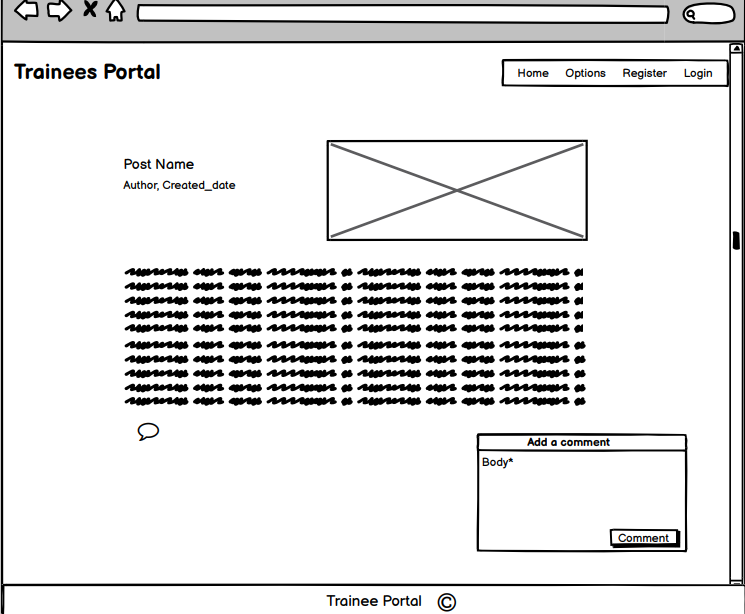 Trainees Portal
Home Options Register Login
Post Name
Author, Created_date
Add a comment
Body*
Comment
Trainee Portal ©